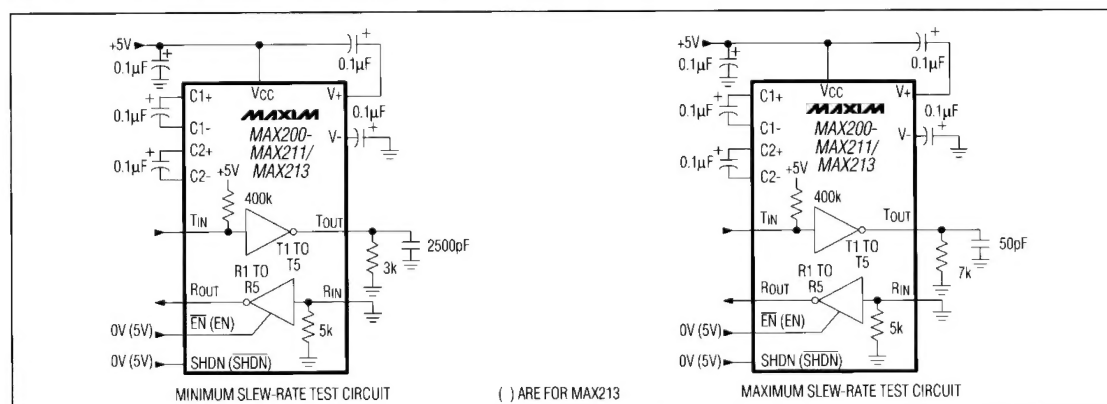 +5V
0.1µF
+
+
0.1µF
VCC
V+
C1+
C1-
C2+
C2-
+
0.1µF
+
0.1µF
MAXIM
MAX200-
MAX211/
MAX213
0.1µF
+
V-
+5V
400k
TIN
TOUT
T1 TO
T5
3k
2500pF
R1 TO
R5
ROUT
RIN
5k
0V (5V)
E̅N̅ (EN)
0V (5V)
SHDN (S̅H̅D̅N̅)
MINIMUM SLEW-RATE TEST CIRCUIT
( ) ARE FOR MAX213
+5V
0.1µF
+
+
0.1µF
VCC
V+
C1+
C1-
C2+
C2-
+
0.1µF
+
0.1µF
MAXIM
MAX200-
MAX211/
MAX213
0.1µF
+
V-
+5V
400k
TIN
TOUT
T1 TO
T5
7k
50pF
R1 TO
R5
ROUT
RIN
5k
0V (5V)
E̅N̅ (EN)
0V (5V)
SHDN (S̅H̅D̅N̅)
MAXIMUM SLEW-RATE TEST CIRCUIT